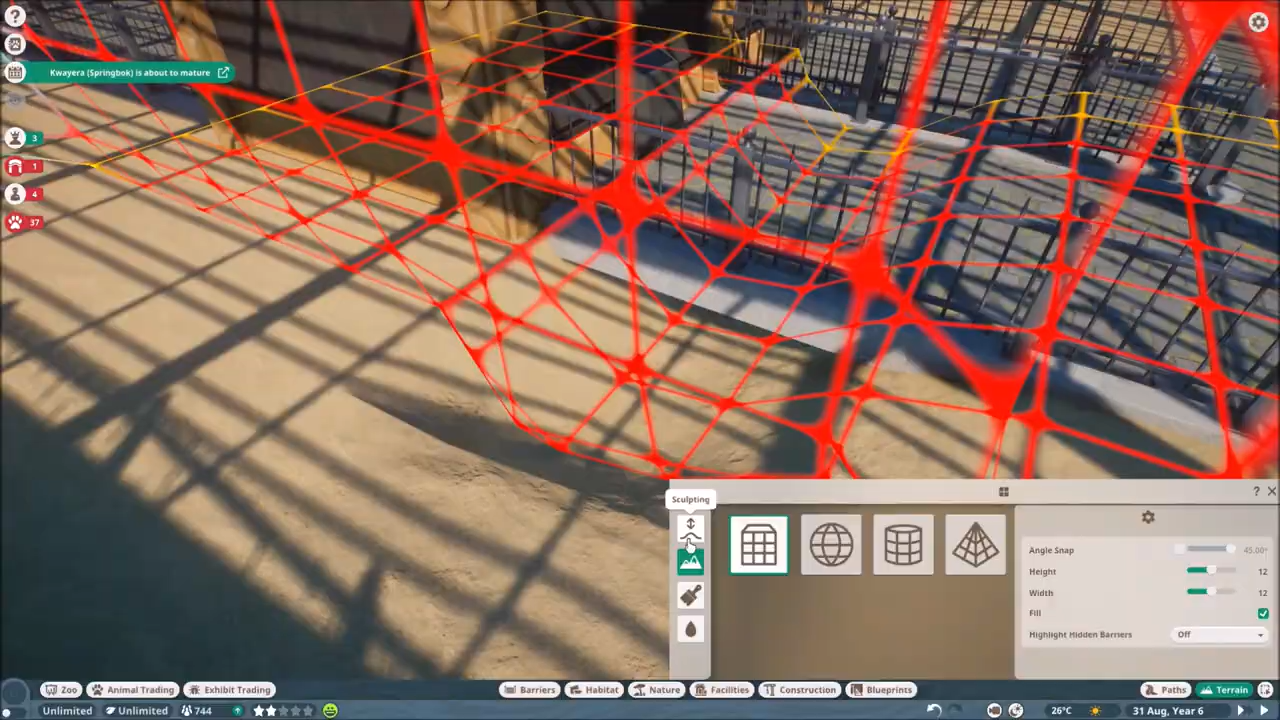 ?
Kwayera (Springbok) is about to mature
3
1
4
37
Sculpting
? ×
Angle Snap 45.00°
Height 12
Width 12
Fill
Highlight Hidden Barriers Off
Zoo Animal Trading Exhibit Trading Barriers Habitat Nature Facilities Construction Blueprints Paths Terrain
Unlimited Unlimited 744 26°C 31 Aug, Year 6